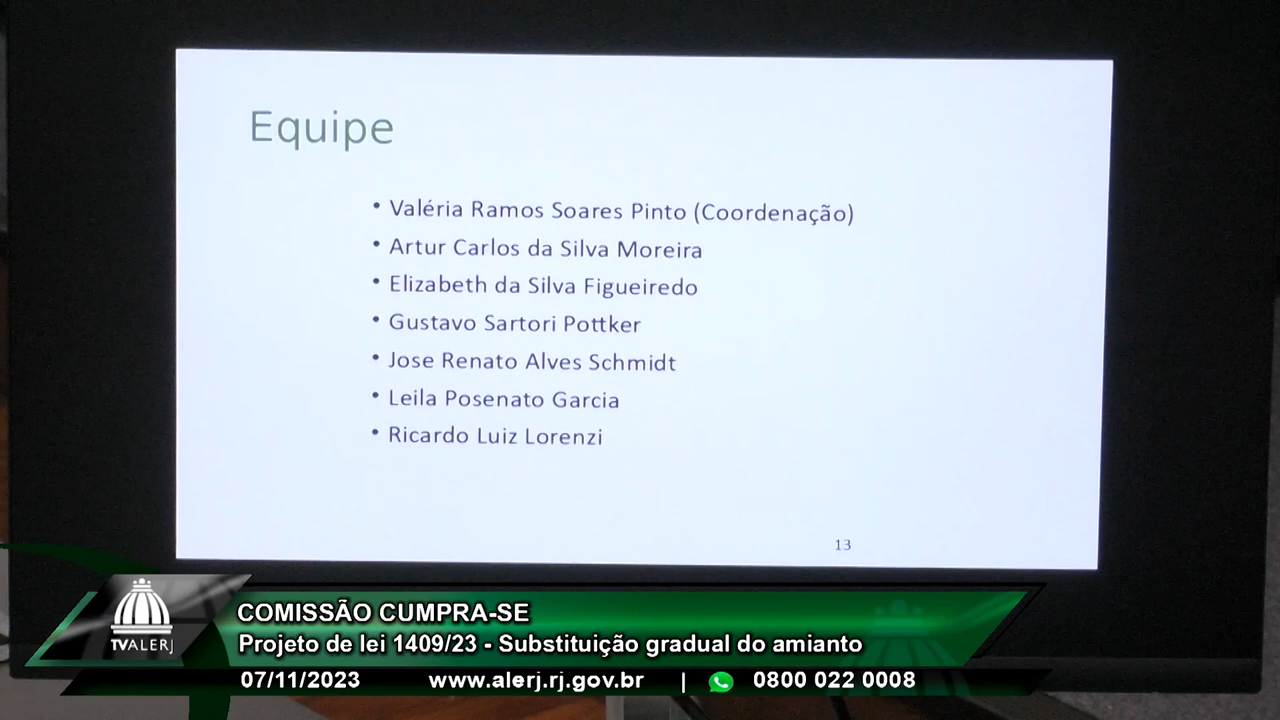 Equipe
• Valéria Ramos Soares Pinto (Coordenação)
• Artur Carlos da Silva Moreira
• Elizabeth da Silva Figueiredo
• Gustavo Sartori Pottker
• Jose Renato Alves Schmidt
• Leila Posenato Garcia
• Ricardo Luiz Lorenzi
13
TVALERJ
COMISSÃO CUMPRA-SE
Projeto de lei 1409/23 - Substituição gradual do amianto
07/11/2023 www.alerj.rj.gov.br | 0800 022 0008